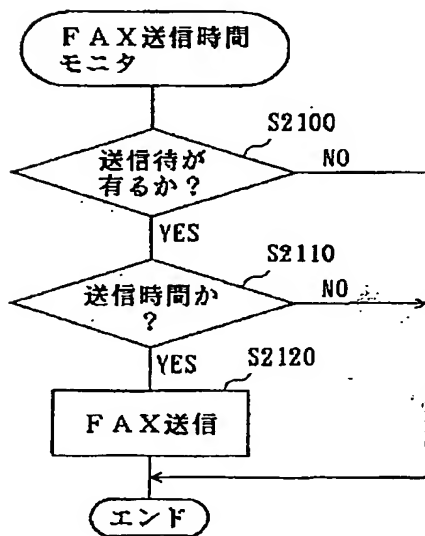 FAX送信時間
モニタ
S2100
送信待が
有るか?
NO
YES
S2110
送信時間か
?
NO
YES
S2120
FAX送信
エンド